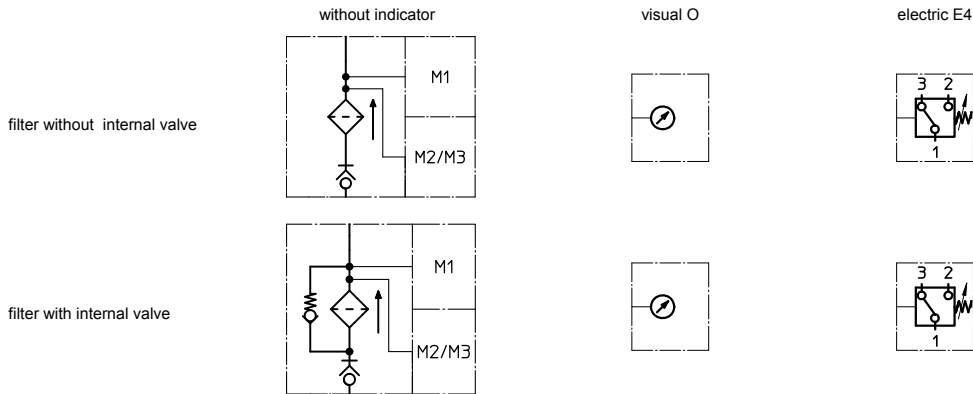 without indicator
visual O
electric E4
filter without internal valve
M1
M2/M3
3 2
1
filter with internal valve
M1
M2/M3
3 2
1